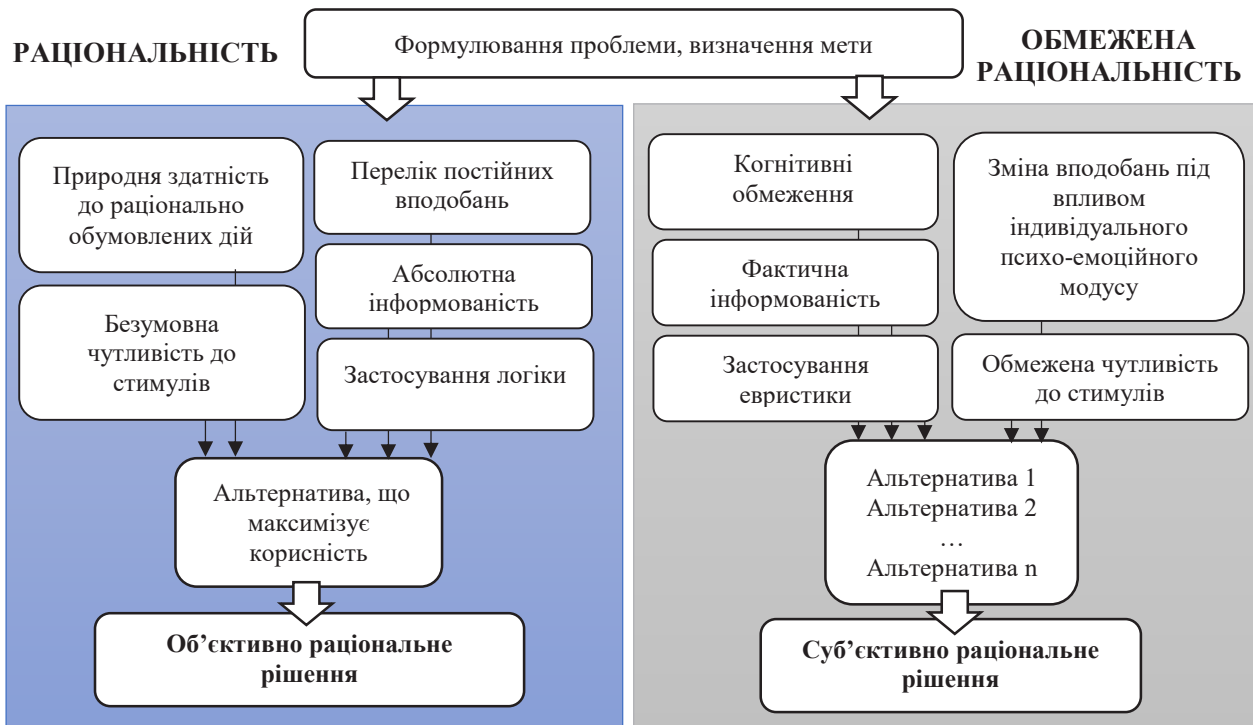 РАЦІОНАЛЬНІСТЬ
Формулювання проблеми, визначення мети
ОБМЕЖЕНА
РАЦІОНАЛЬНІСТЬ
Природня здатність
до раціонально
обумовлених дій
Безумовна
чутливість до
стимулів
Перелік постійних
вподобань
Абсолютна
інформованість
Застосування логіки
Альтернатива, що
максимізує
корисність
Об’єктивно раціональне
рішення
Когнітивні
обмеження
Фактична
інформованість
Застосування
евристики
Зміна вподобань під
впливом
індивідуального
психо-емоційного
модусу
Обмежена чутливість
до стимулів
Альтернатива 1
Альтернатива 2
…
Альтернатива n
Суб’єктивно раціональне
рішення